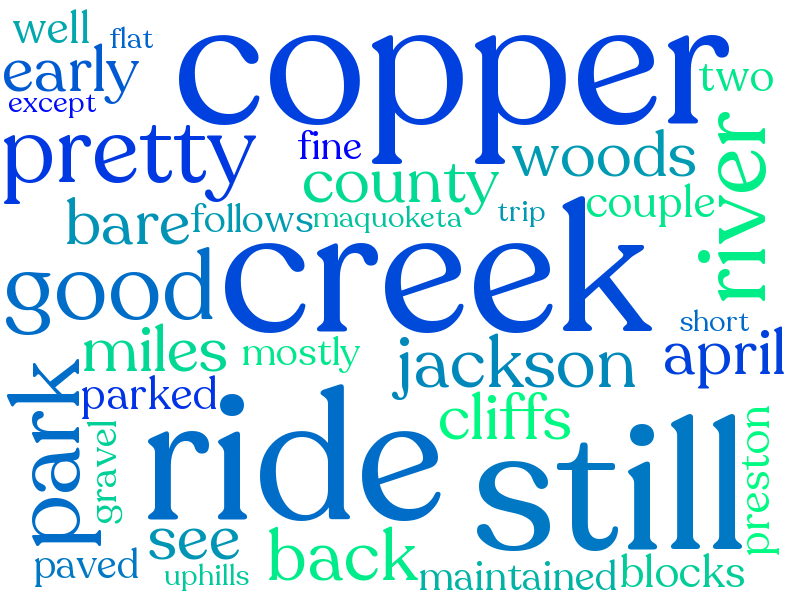 well
flat
copper
early
two
except
pretty
fine
woods
river
county
couple
bare
follows
maquoketa
trip
good
creek
short
miles
mostly
jackson
april
park
parked
cliffs
ride
still
gravel
preston
see
back
paved
uphills
maintained
blocks